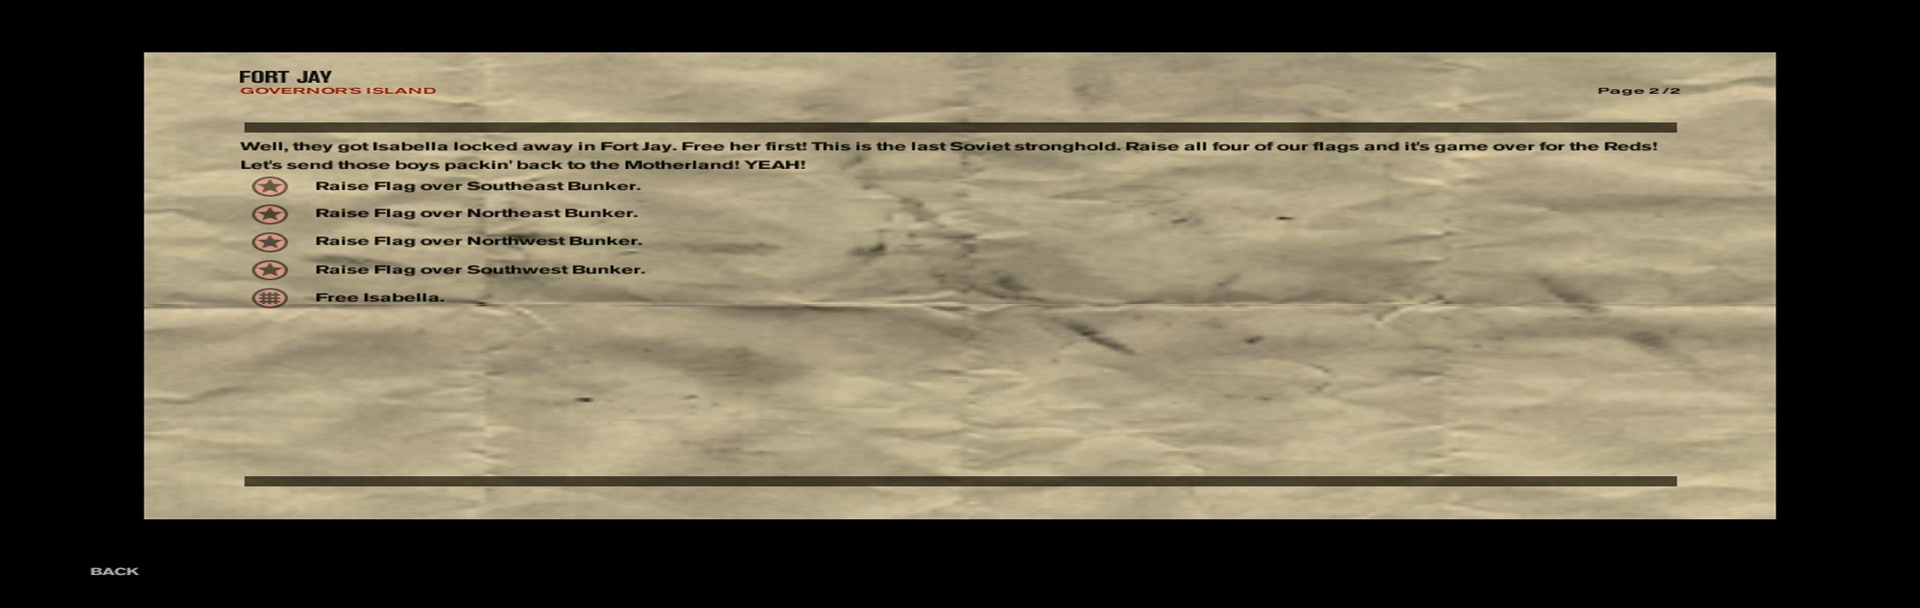 FORT JAY
GOVERNOR'S ISLAND
Page 2/2
Well, they got Isabella locked away in Fort Jay. Free her first! This is the last Soviet stronghold. Raise all four of our flags and it's game over for the Reds!
Let's send those boys packin' back to the Motherland! YEAH!
Raise Flag over Southeast Bunker.
Raise Flag over Northeast Bunker.
Raise Flag over Northwest Bunker.
Raise Flag over Southwest Bunker.
Free Isabella.
BACK